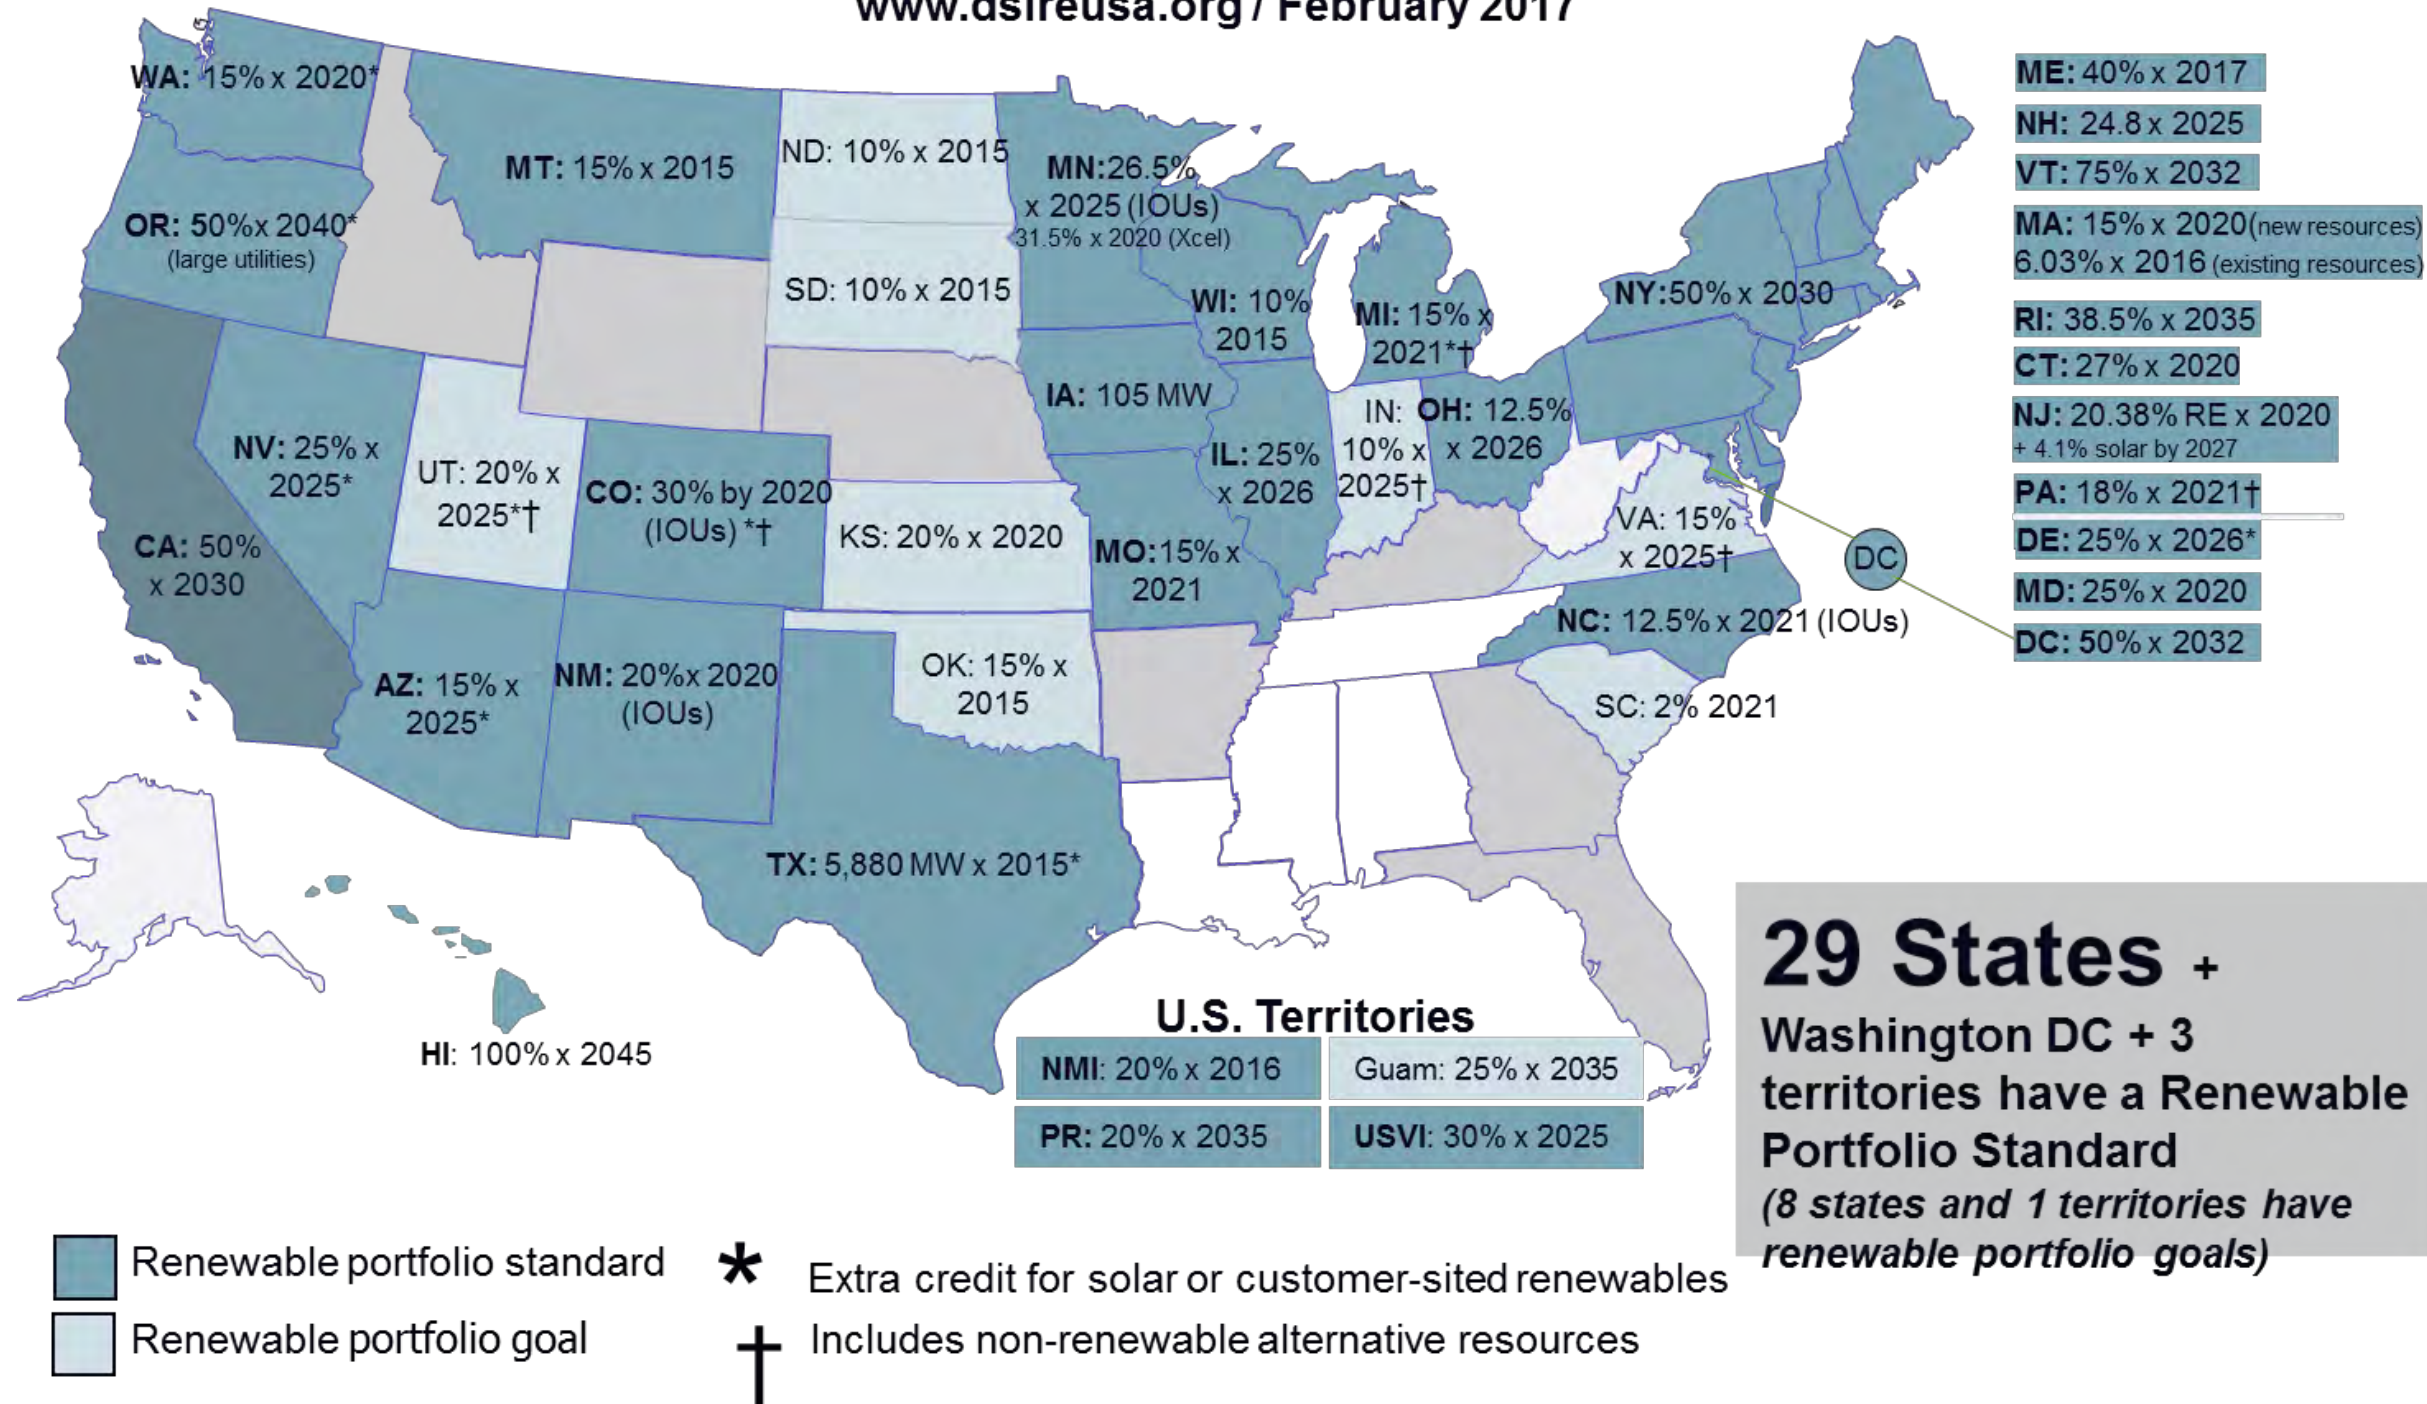 www.dsireusa.org / February 2017
WA: 15% x 2020*
MT: 15% x 2015
ND: 10% x 2015
MN:26.5%
x 2025 (IOUs)
31.5% x 2020 (Xcel)
OR: 50%x 2040*
(large utilities)
SD: 10% x 2015
WI: 10%
2015
MI: 15% x
2021*†
NY:50% x 2030
IA: 105 MW
IN:
10% x
2025†
OH: 12.5%
x 2026
NV: 25% x
2025*
UT: 20% x
2025*†
CO: 30% by 2020
(IOUs) *†
KS: 20% x 2020
IL: 25%
x 2026
MO:15% x
2021
VA: 15%
x 2025†
DC
CA: 50%
x 2030
NC: 12.5% x 2021 (IOUs)
AZ: 15% x
2025*
NM: 20%x 2020
(IOUs)
OK: 15% x
2015
SC: 2% 2021
TX: 5,880 MW x 2015*
HI: 100% x 2045
ME: 40% x 2017
NH: 24.8 x 2025
VT: 75% x 2032
MA: 15% x 2020(new resources)
6.03% x 2016 (existing resources)
RI: 38.5% x 2035
CT: 27% x 2020
NJ: 20.38% RE x 2020
+ 4.1% solar by 2027
PA: 18% x 2021†
DE: 25% x 2026*
MD: 25% x 2020
DC: 50% x 2032
U.S. Territories
NMI: 20% x 2016
Guam: 25% x 2035
PR: 20% x 2035
USVI: 30% x 2025
29 States +
Washington DC + 3
territories have a Renewable
Portfolio Standard
(8 states and 1 territories have
renewable portfolio goals)
Renewable portfolio standard
Renewable portfolio goal
* Extra credit for solar or customer-sited renewables
† Includes non-renewable alternative resources